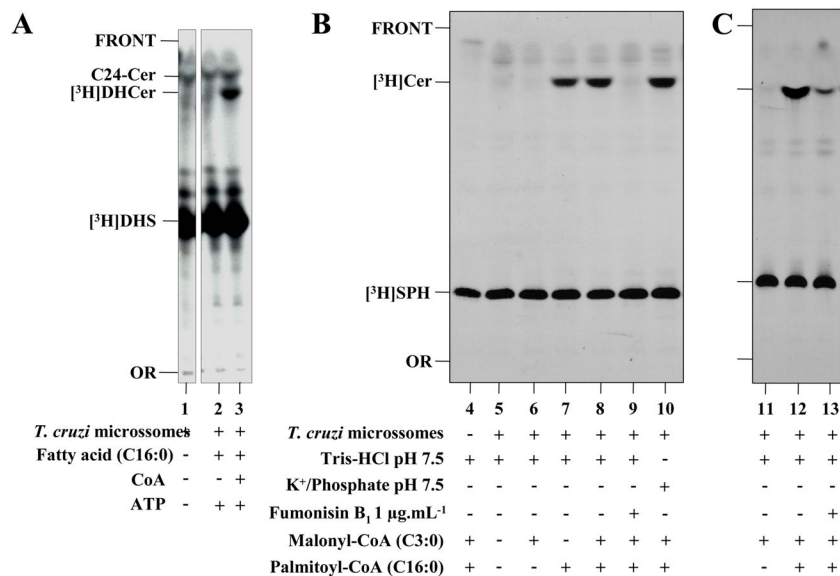 A
FRONT
C24-Cer
[³H]DHCer
[³H]DHS
OR
1 2 3
T. cruzi microssomes + + +
Fatty acid (C16:0) - + +
CoA - - +
ATP - + +
B
FRONT
[³H]Cer
[³H]SPH
OR
C
4 5 6 7 8 9 10 11 12 13
T. cruzi microssomes - + + + + + + + + +
Tris-HCl pH 7.5 + + + + + + - + + +
K⁺/Phosphate pH 7.5 - - - - - - + - - -
Fumonisin B₁ 1 µg.mL⁻¹ - - - - - + - - - +
Malonyl-CoA (C3:0) + - + - + + + + + +
Palmitoyl-CoA (C16:0) + - - + + + + - + +